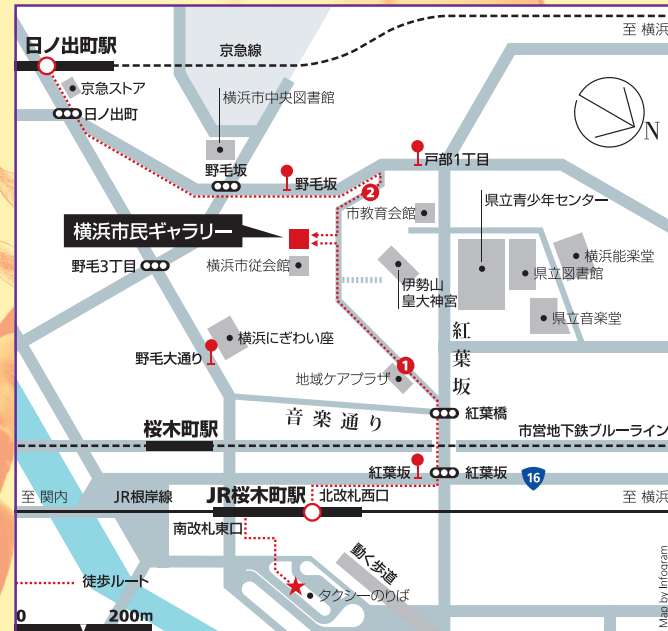 日ノ出町駅
京急線
至 横浜
京急ストア
日ノ出町
横浜市中央図書館
N
野毛坂
野毛坂
戸部1丁目
2
市教育会館
県立青少年センター
横浜市民ギャラリー
野毛3丁目
横浜市従会館
伊勢山
皇大神宮
横浜能楽堂
県立図書館
県立音楽堂
紅葉坂
横浜にぎわい座
野毛大通り
1
地域ケアプラザ
音楽通り
紅葉橋
桜木町駅
市営地下鉄ブルーライン
紅葉坂
紅葉坂
16
至 関内
JR根岸線
JR桜木町駅
北改札西口
至 横浜
南改札東口
動く歩道
タクシーのりば
徒歩ルート
0 200m
Map by Infogram